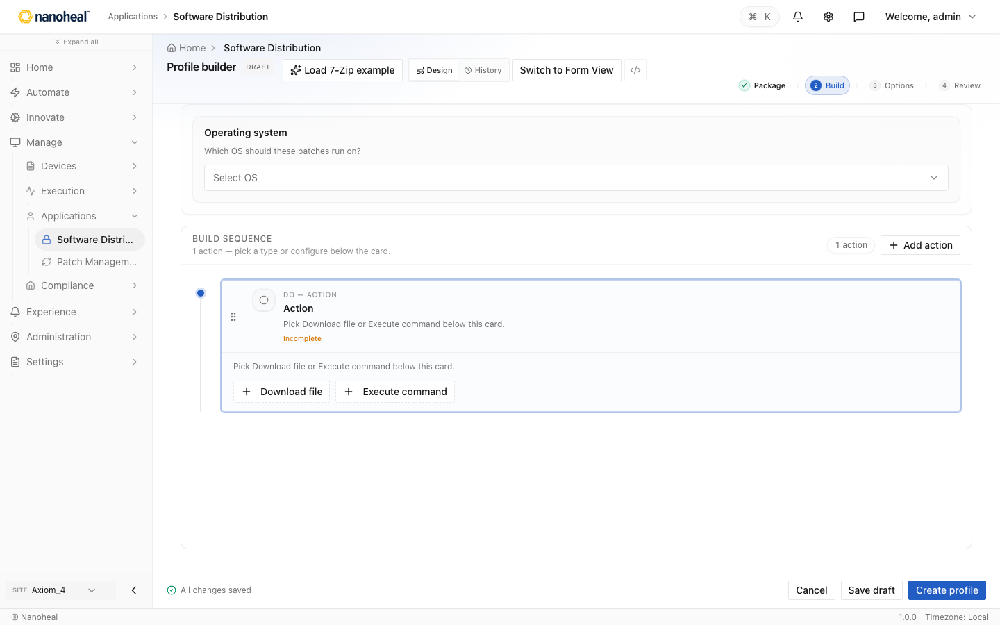 nanoheal™
Applications > Software Distribution
⌘ K
Welcome, admin
Expand all
Home
Automate
Innovate
Manage
Devices
Execution
Applications
Software Distri...
Patch Managem...
Compliance
Experience
Administration
Settings
SITE Axiom_4
Home > Software Distribution
Profile builder DRAFT
Load 7-Zip example
Design
History
Switch to Form View
</>
Package
2 Build
3 Options
4 Review
Operating system
Which OS should these patches run on?
Select OS
BUILD SEQUENCE
1 action — pick a type or configure below the card.
1 action
+ Add action
DO — ACTION
Action
Pick Download file or Execute command below this card.
Incomplete
Pick Download file or Execute command below this card.
+ Download file
+ Execute command
All changes saved
Cancel
Save draft
Create profile
© Nanoheal
1.0.0 Timezone: Local